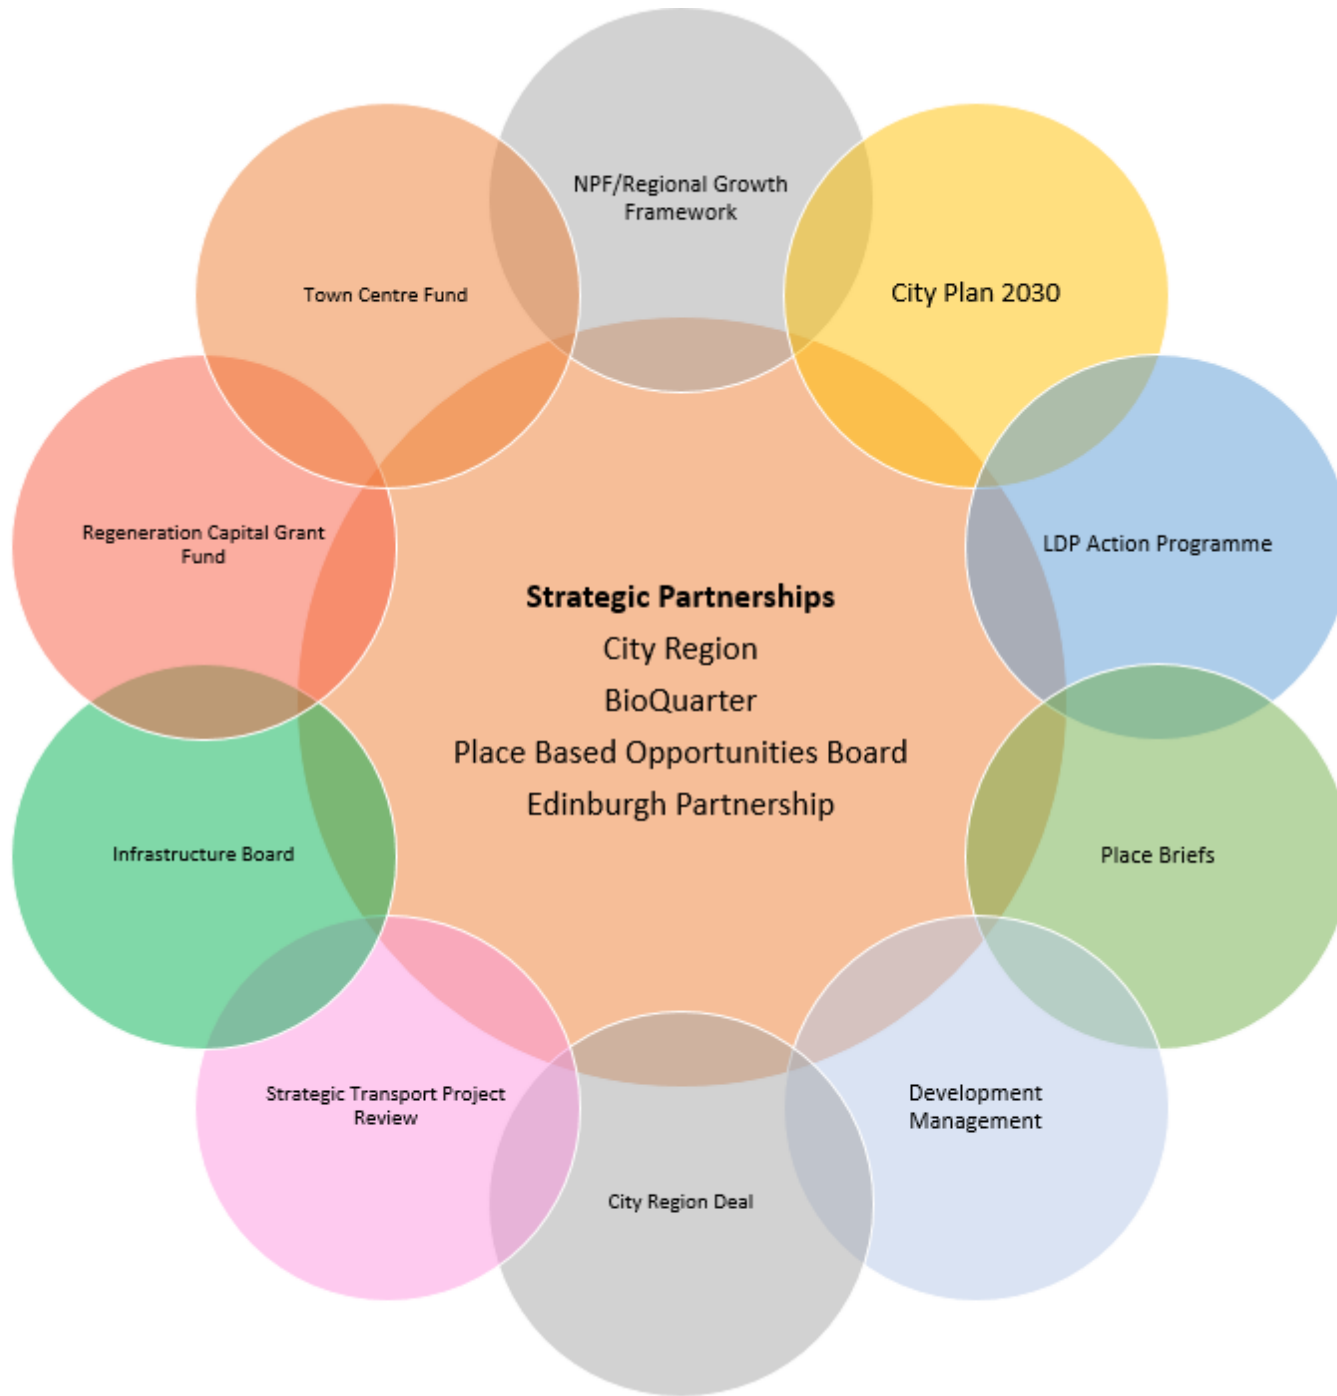 NPF/Regional Growth
Framework
City Plan 2030
LDP Action Programme
Place Briefs
Development
Management
City Region Deal
Strategic Transport Project
Review
Infrastructure Board
Regeneration Capital Grant
Fund
Town Centre Fund
Strategic Partnerships
City Region
BioQuarter
Place Based Opportunities Board
Edinburgh Partnership